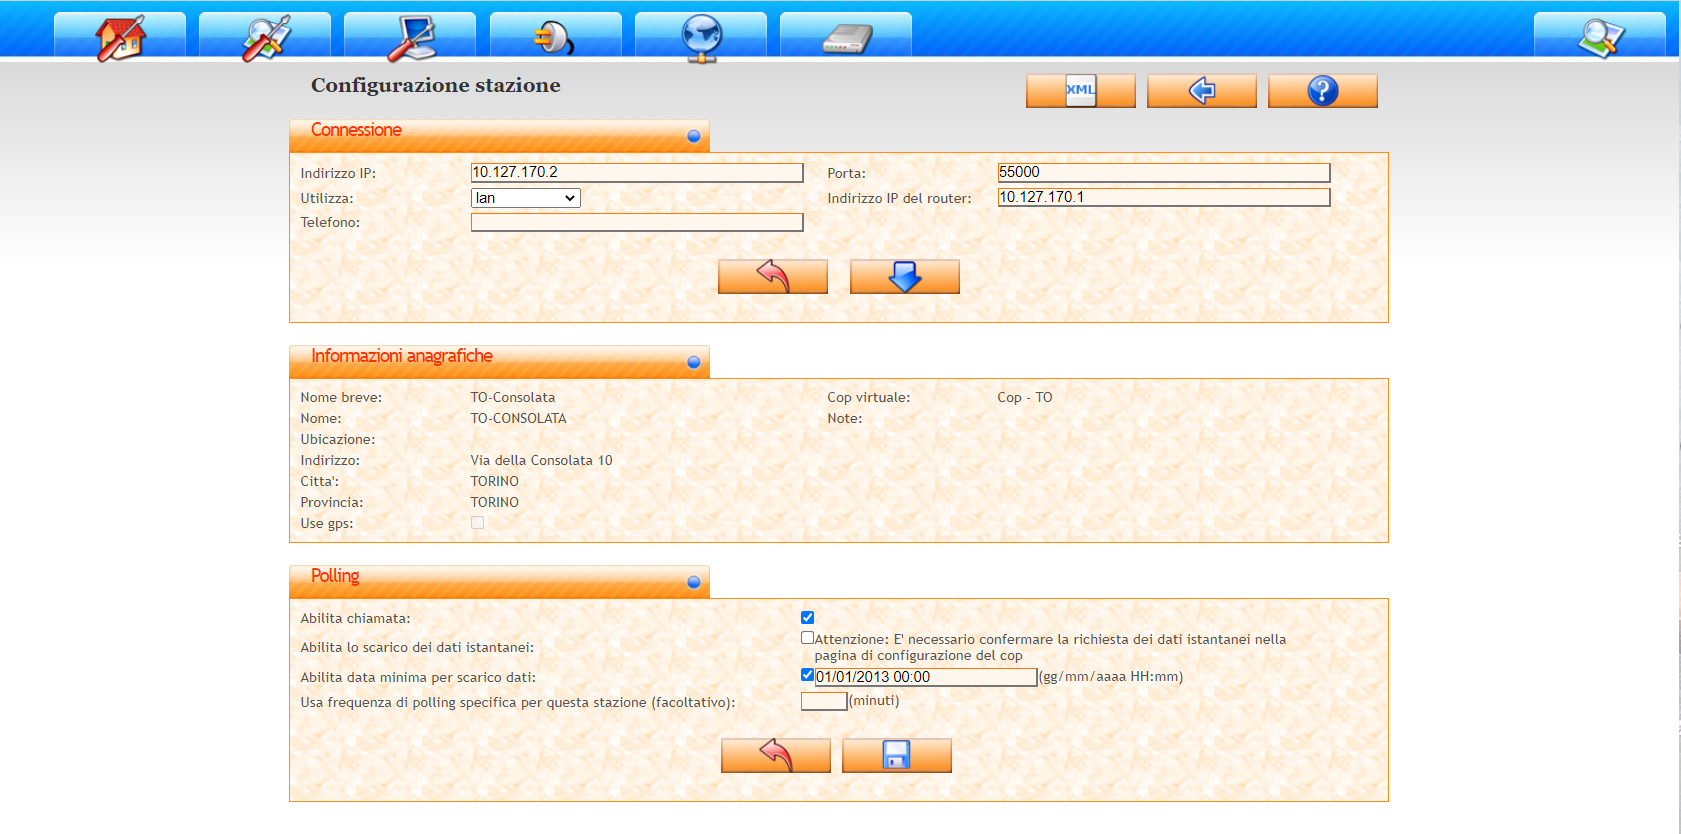 Configurazione stazione
XML
Connessione
Indirizzo IP: 10.127.170.2 Porta: 55000
Utilizza: lan Indirizzo IP del router: 10.127.170.1
Telefono:
Informazioni anagrafiche
Nome breve: TO-Consolata Cop virtuale: Cop - TO
Nome: TO-CONSOLATA Note:
Ubicazione:
Indirizzo: Via della Consolata 10
Citta': TORINO
Provincia: TORINO
Use gps:
Polling
Abilita chiamata:
Abilita lo scarico dei dati istantanei: Attenzione: E' necessario confermare la richiesta dei dati istantanei nella
pagina di configurazione del cop
Abilita data minima per scarico dati: 01/01/2013 00:00 (gg/mm/aaaa HH:mm)
Usa frequenza di polling specifica per questa stazione (facoltativo): (minuti)